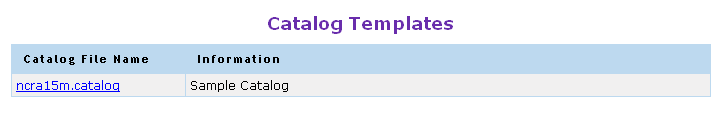 Catalog Templates
Catalog File Name Information
ncra15m.catalog Sample Catalog